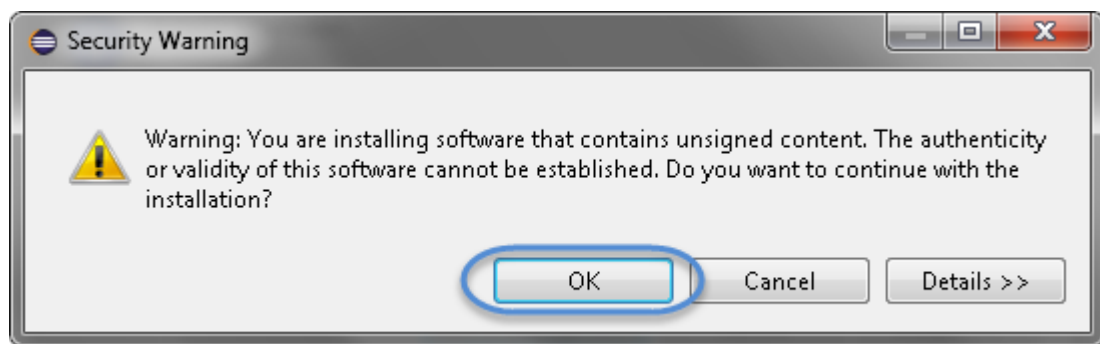 Security Warning
Warning: You are installing software that contains unsigned content. The authenticity
or validity of this software cannot be established. Do you want to continue with the
installation?
OK Cancel Details >>